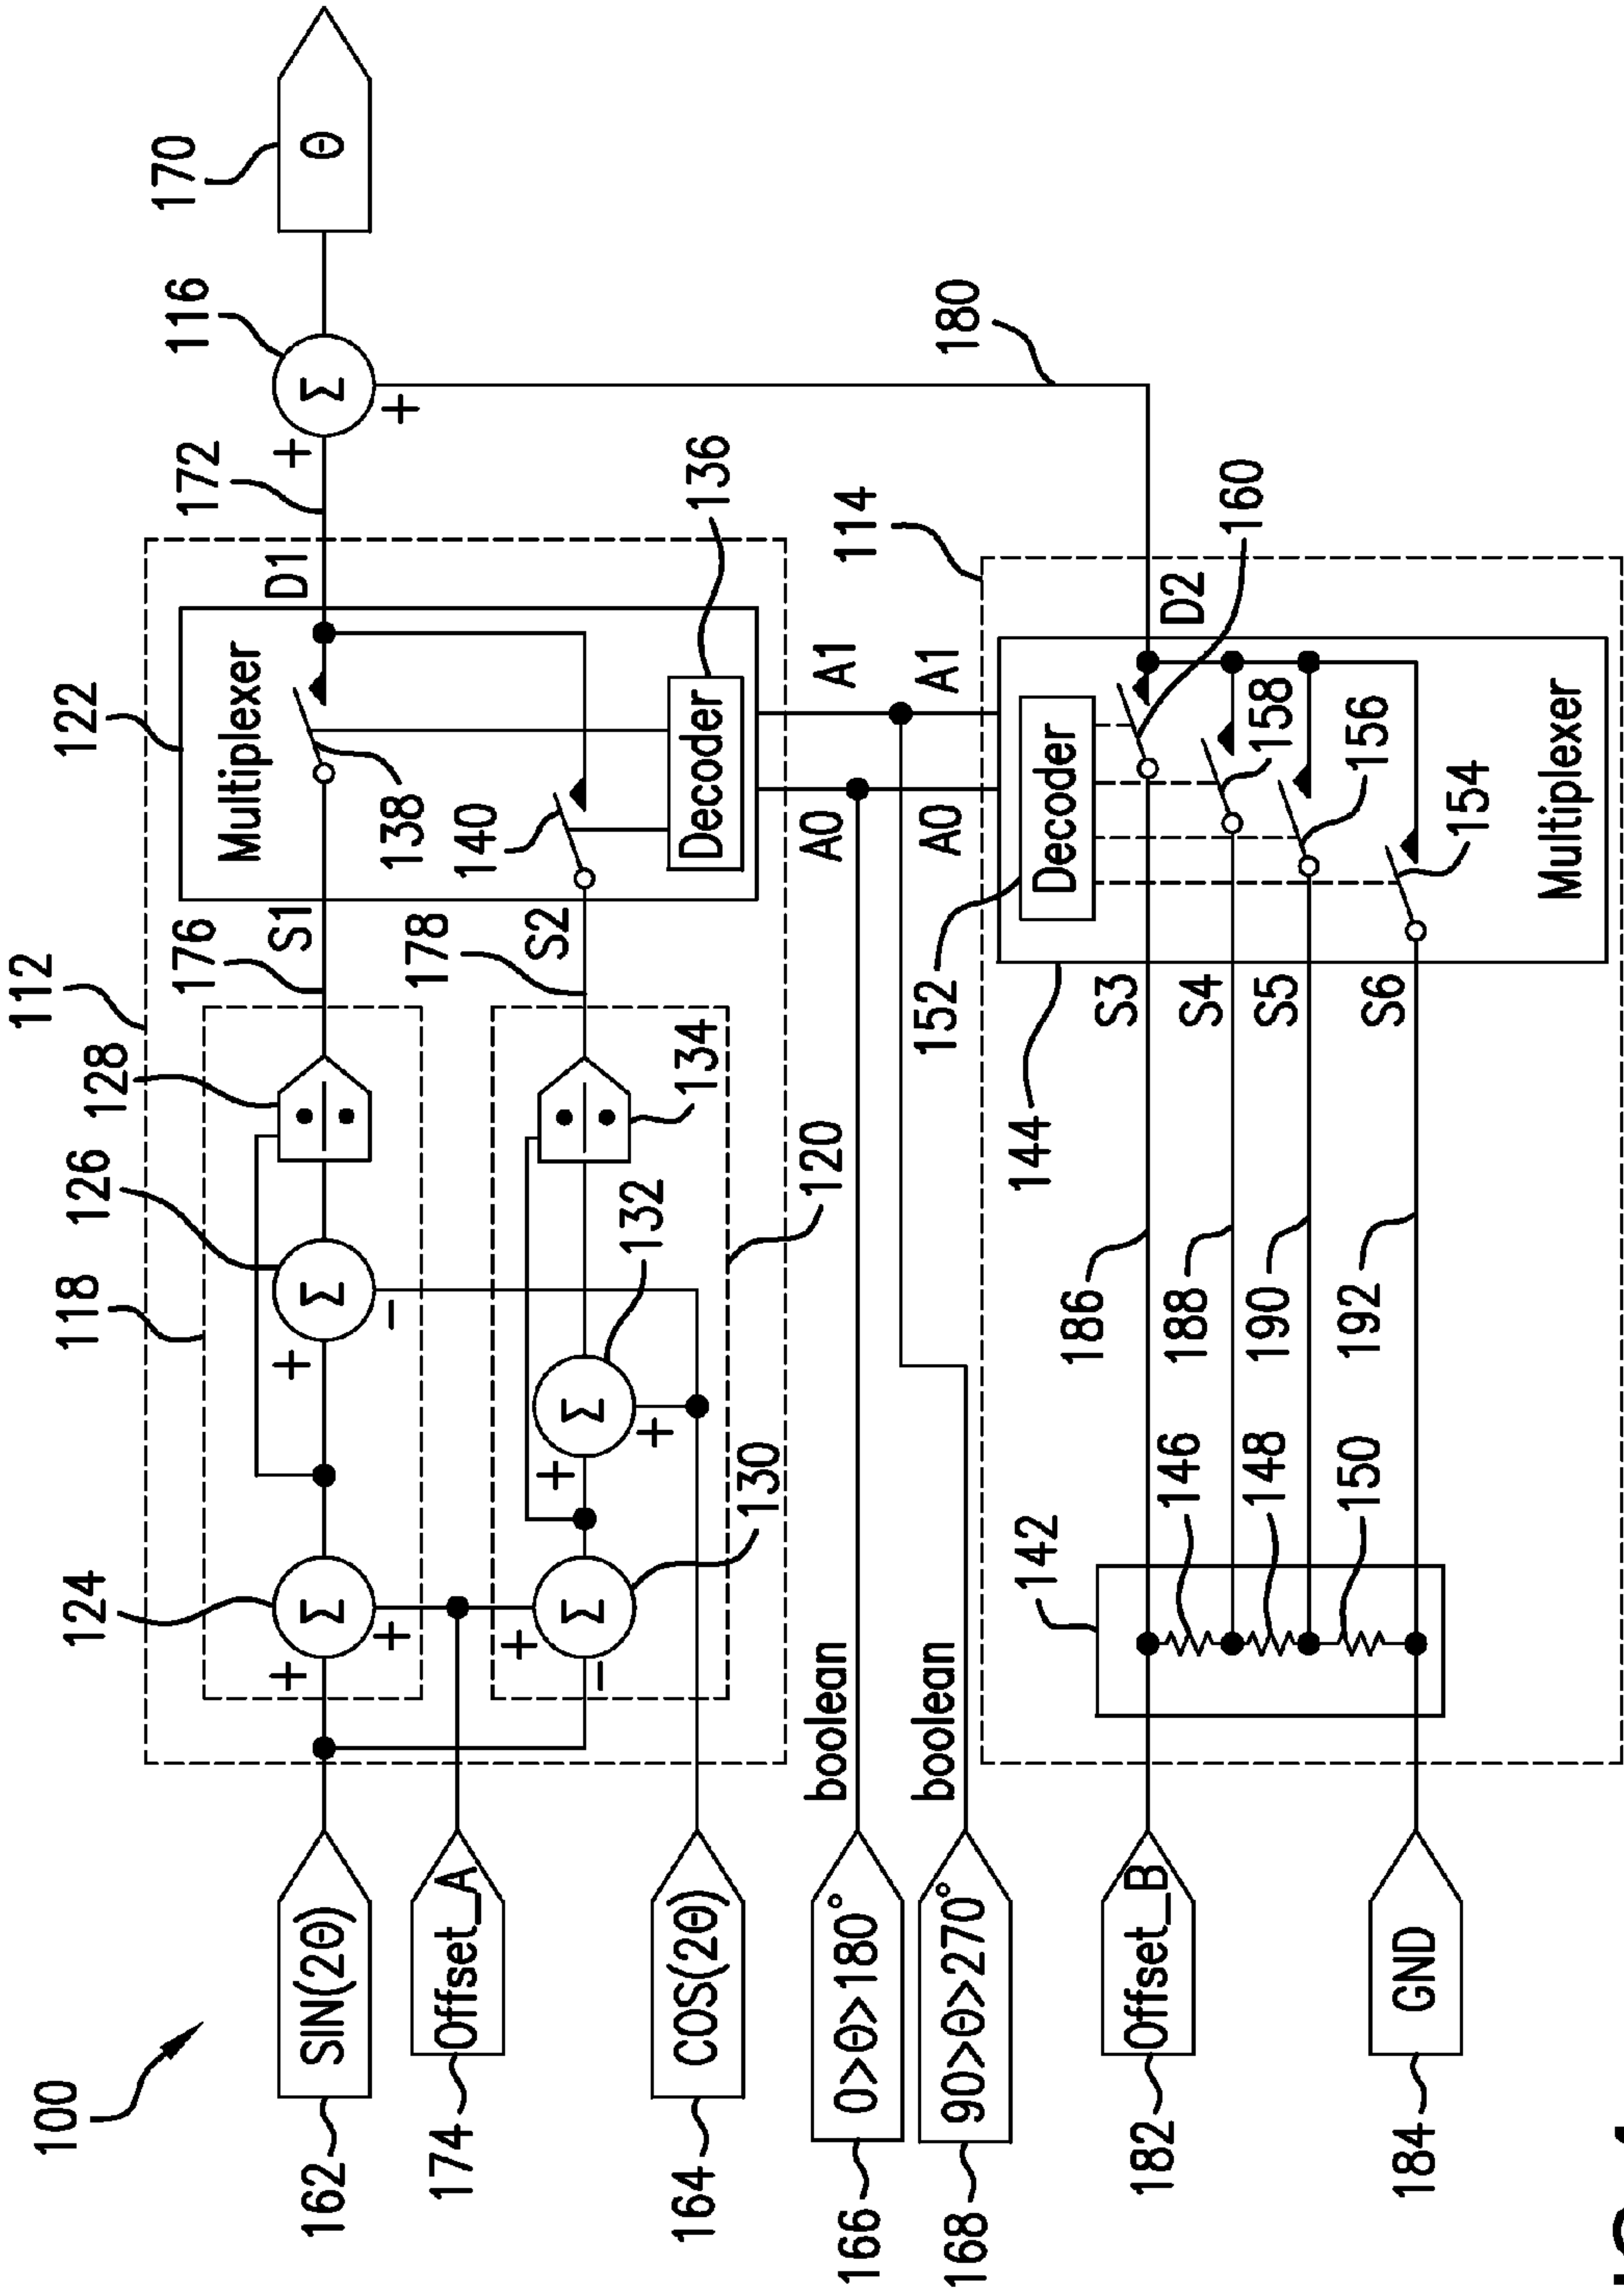 100
162
SIN(2Θ)
174
Offset_A
164
COS(2Θ)
166
0>Θ>180°
boolean
168
90>Θ>270°
boolean
182
Offset_B
184
GND
112
118
124
Σ
+
+
126
Σ
+
−
128
176
S1
120
130
Σ
+
−
132
Σ
+
+
134
178
S2
122
Multiplexer
138
140
Decoder
136
D1
172
116
Σ
+
+
170
Θ
180
A0
A1
A0
A1
114
142
146
148
150
186
188
190
192
S3
S4
S5
S6
144
152
Decoder
160
158
156
154
D2
Multiplexer